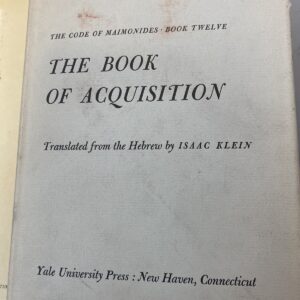 THE CODE OF MAIMONIDES · BOOK TWELVE
THE BOOK
OF ACQUISITION
Translated from the Hebrew by ISAAC KLEIN
Yale University Press : New Haven, Connecticut